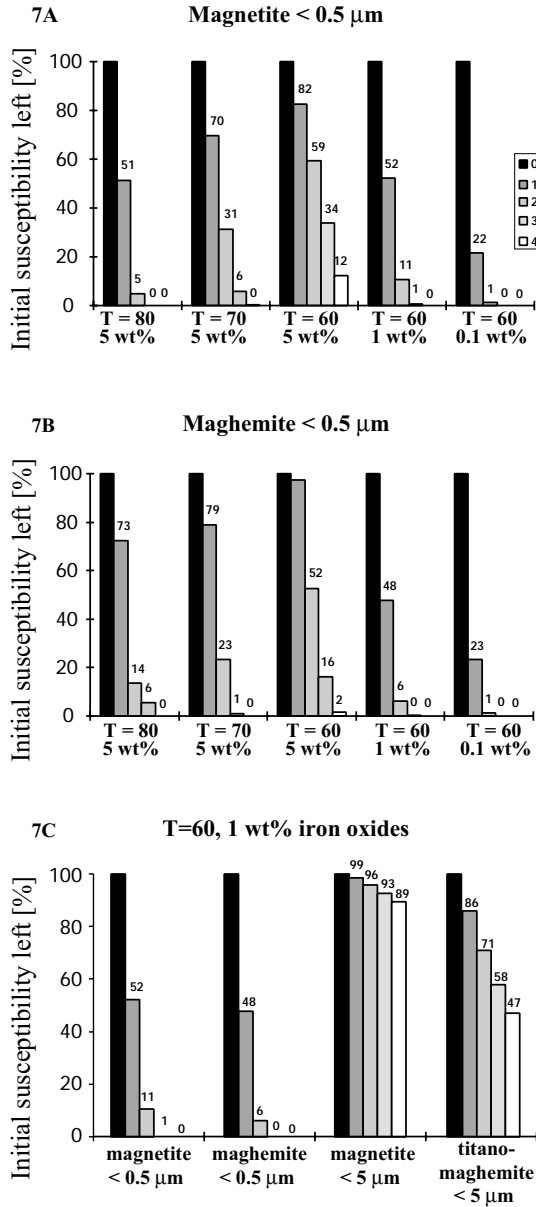 7A Magnetite < 0.5 μm
Initial susceptibility left [%]
100
80
60
40
20
0
51
5
0 0
70
31
6
0
82
59
34
12
52
11
1
0
22
1
0 0
0
1
2
3
4
T = 80
5 wt%
T = 70
5 wt%
T = 60
5 wt%
T = 60
1 wt%
T = 60
0.1 wt%
7B Maghemite < 0.5 μm
Initial susceptibility left [%]
100
80
60
40
20
0
73
14
6
0
79
23
1 0
52
16
2
48
6
0 0
23
1
0 0
T = 80
5 wt%
T = 70
5 wt%
T = 60
5 wt%
T = 60
1 wt%
T = 60
0.1 wt%
7C T=60, 1 wt% iron oxides
Initial susceptibility left [%]
100
80
60
40
20
0
52
11
1
0
48
6
0 0
99
96
93
89
86
71
58
47
magnetite
< 0.5 μm
maghemite
< 0.5 μm
magnetite
< 5 μm
titano-
maghemite
< 5 μm